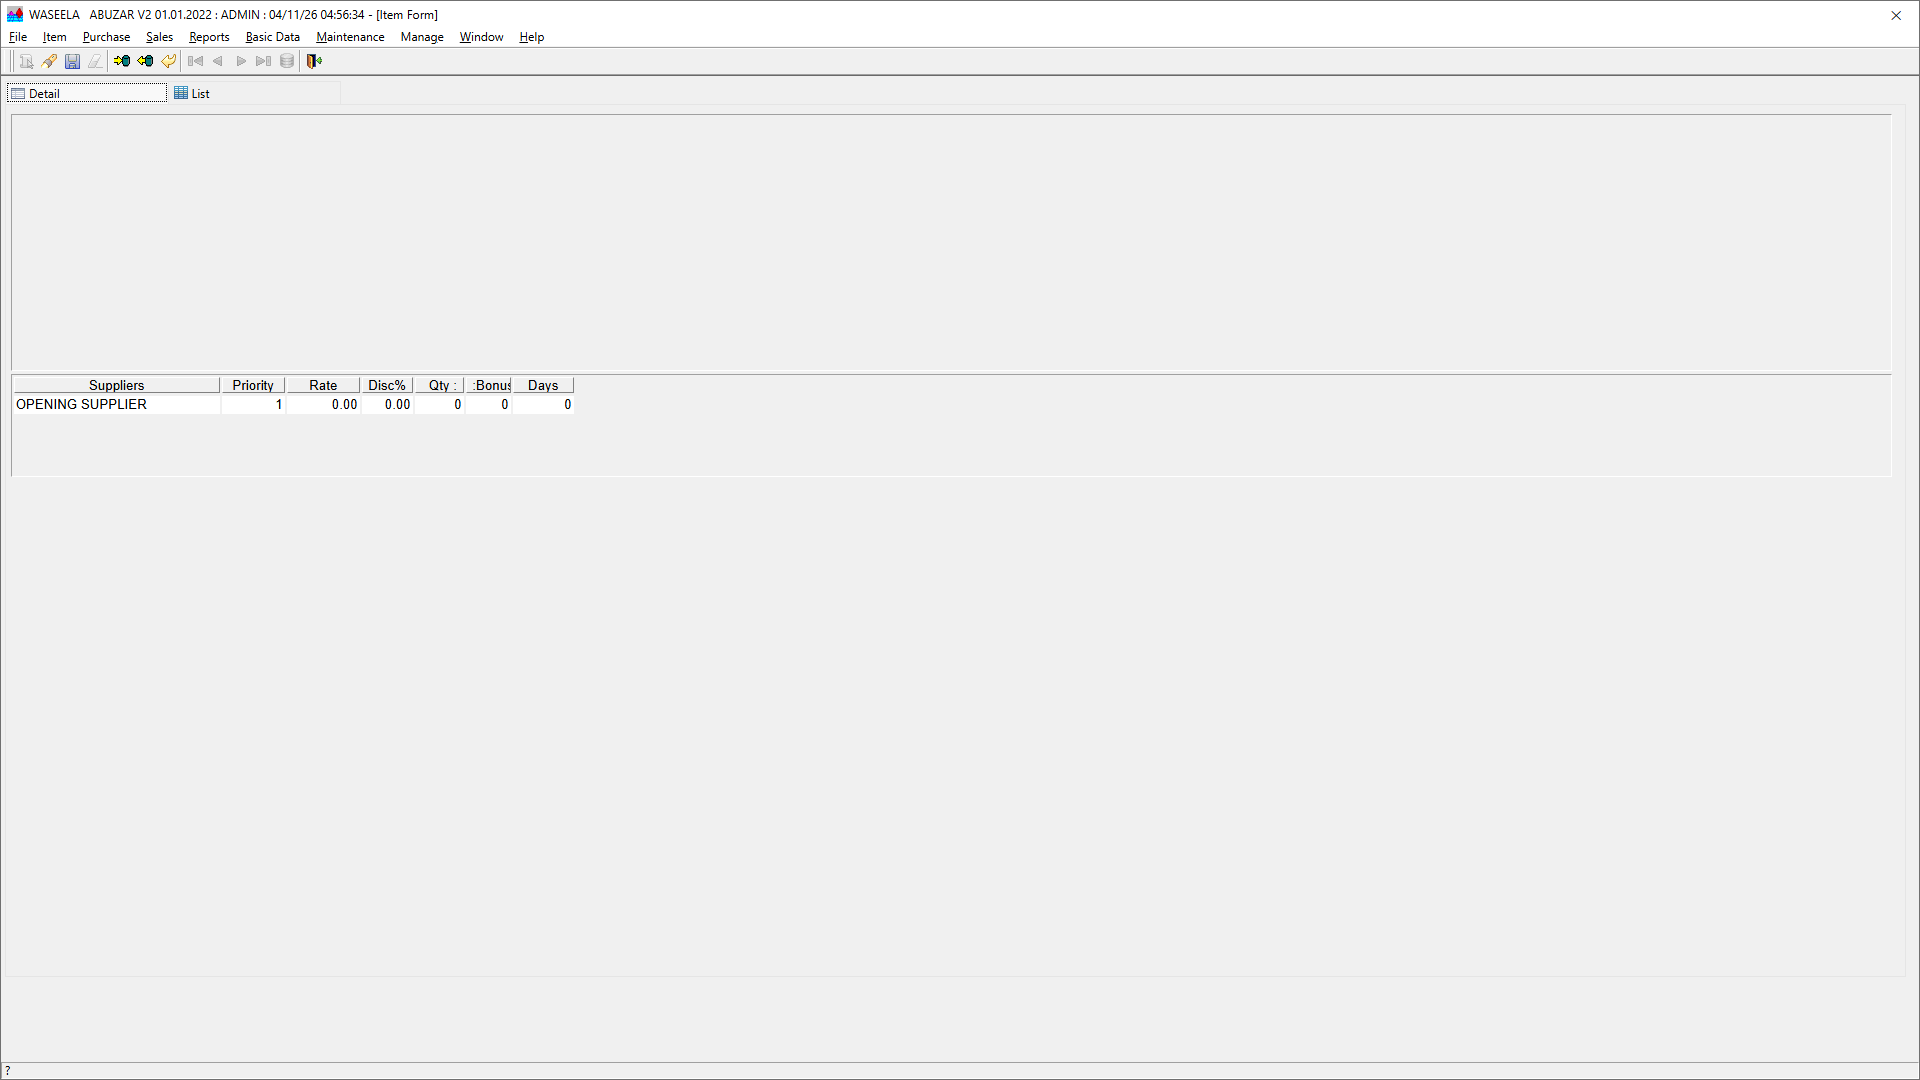 WASEELA   ABUZAR V2 01.01.2022 : ADMIN : 04/11/26 04:56:34 - [Item Form]
File Item Purchase Sales Reports Basic Data Maintenance Manage Window Help
Detail List
Suppliers Priority Rate Disc% Qty : :Bonus Days
OPENING SUPPLIER 1 0.00 0.00 0 0 0
?